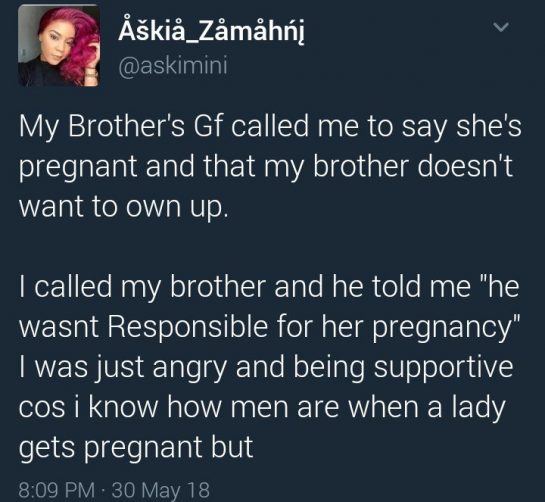 Åškiå_Zåmåhńį
@askimini
My Brother's Gf called me to say she's
pregnant and that my brother doesn't
want to own up.
I called my brother and he told me "he
wasnt Responsible for her pregnancy"
I was just angry and being supportive
cos i know how men are when a lady
gets pregnant but
8:09 PM · 30 May 18